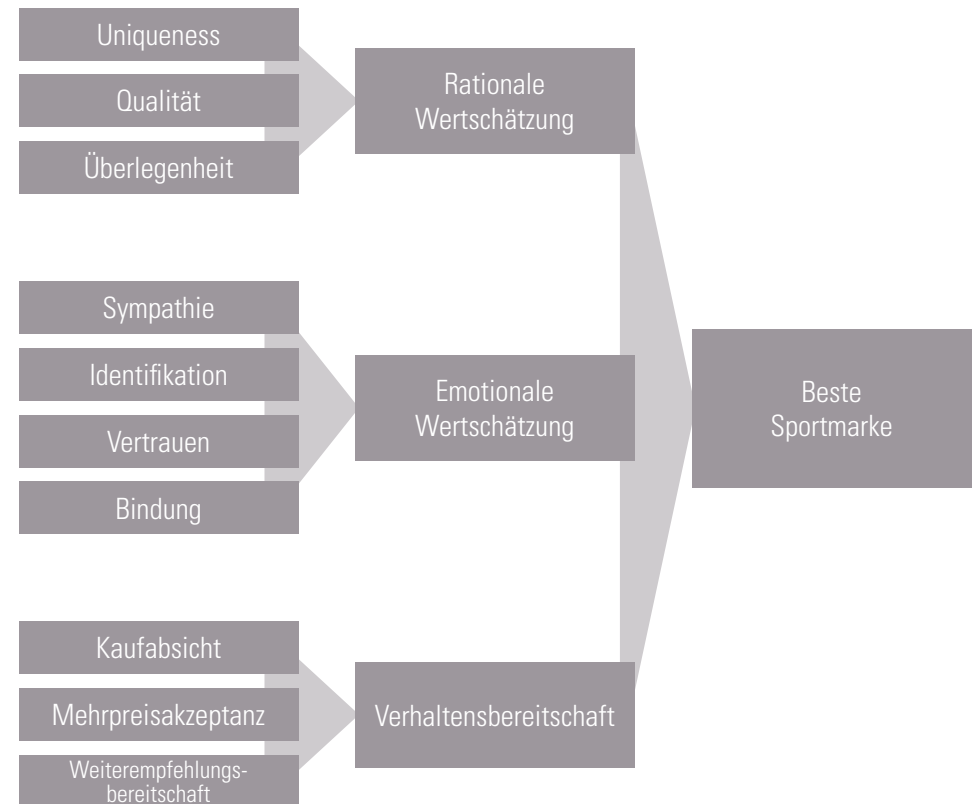 Uniqueness
Qualität
Überlegenheit
Rationale
Wertschätzung
Sympathie
Identifikation
Vertrauen
Bindung
Emotionale
Wertschätzung
Kaufabsicht
Mehrpreisakzeptanz
Weiterempfehlungs-
bereitschaft
Verhaltensbereitschaft
Beste
Sportmarke